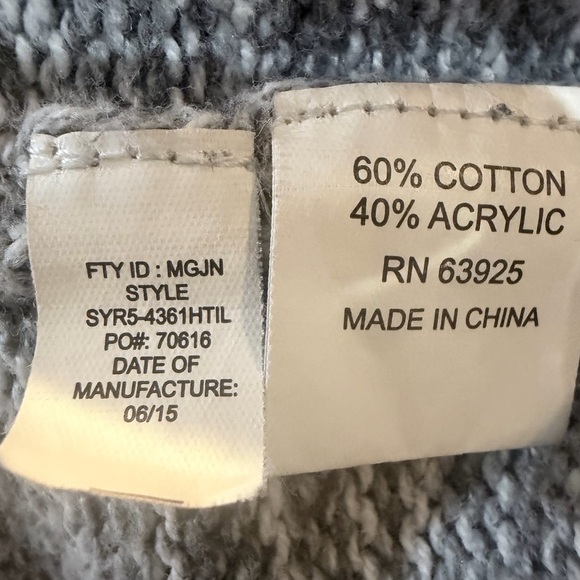 FTY ID : MGJN
STYLE
SYR5-4361HTIL
PO#: 70616
DATE OF
MANUFACTURE:
06/15
60% COTTON
40% ACRYLIC
RN 63925
MADE IN CHINA